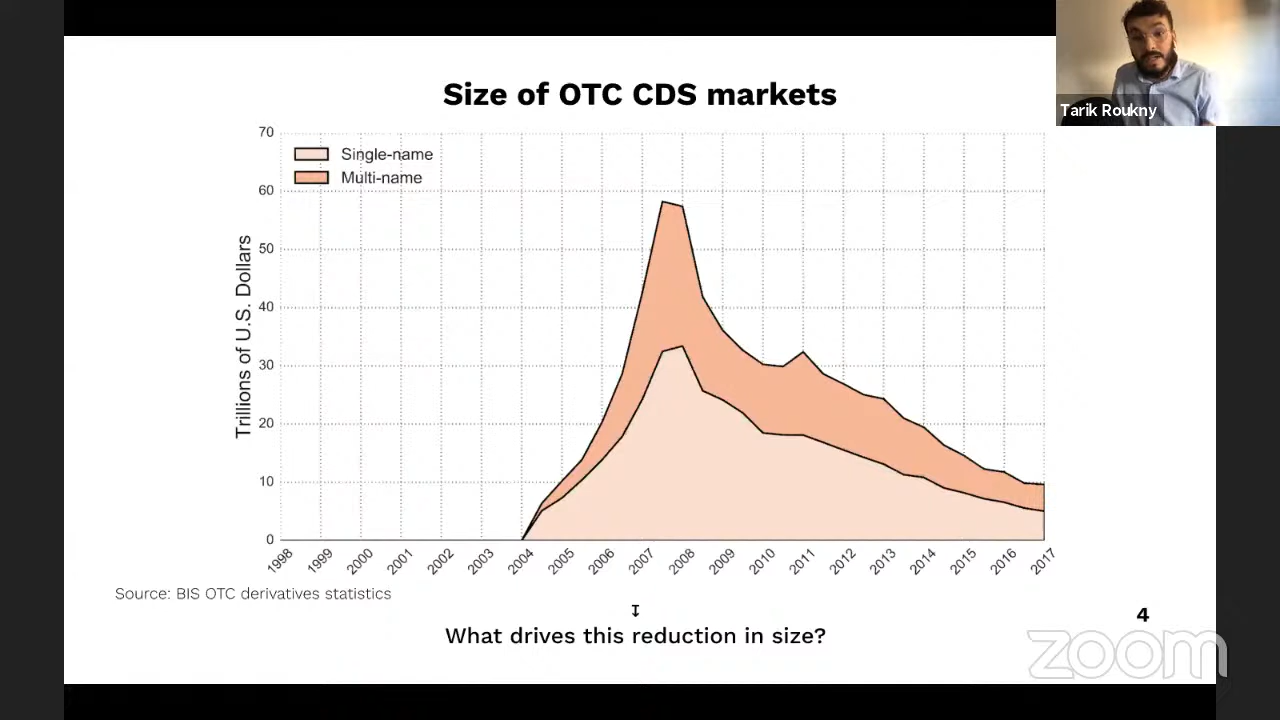 Size of OTC CDS markets
Tarik Roukny
Single-name
Multi-name
Trillions of U.S. Dollars
70
60
50
40
30
20
10
0
1998 1999 2000 2001 2002 2003 2004 2005 2006 2007 2008 2009 2010 2011 2012 2013 2014 2015 2016 2017
Source: BIS OTC derivatives statistics
What drives this reduction in size?
4
zoom